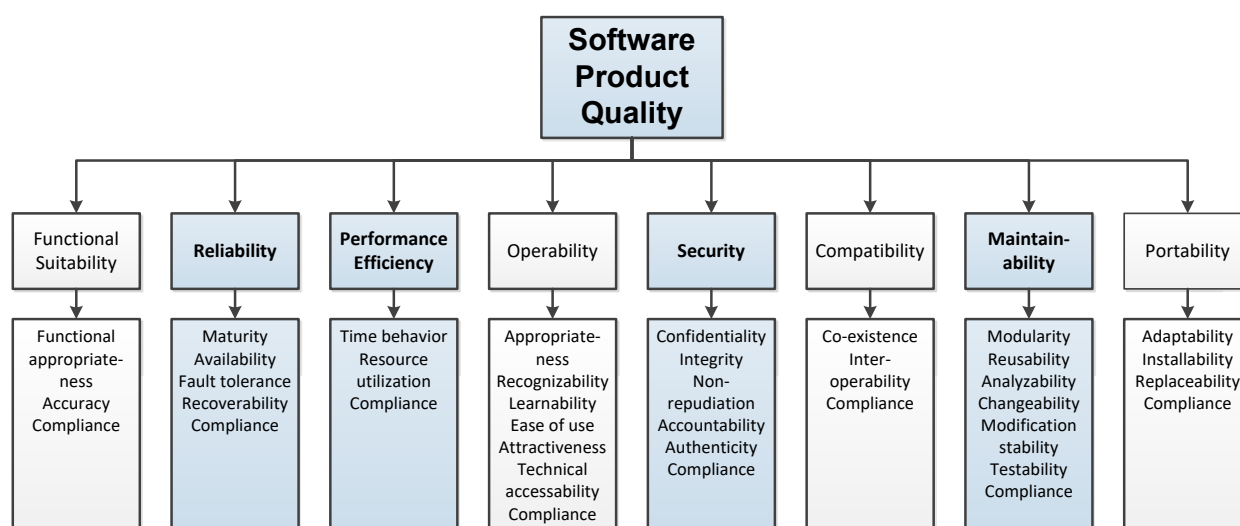 Software
Product
Quality
Functional
Suitability
Reliability
Performance
Efficiency
Operability
Security
Compatibility
Maintain-
ability
Portability
Functional
appropriate-
ness
Accuracy
Compliance
Maturity
Availability
Fault tolerance
Recoverability
Compliance
Time behavior
Resource
utilization
Compliance
Appropriate-
ness
Recognizability
Learnability
Ease of use
Attractiveness
Technical
accessability
Compliance
Confidentiality
Integrity
Non-
repudiation
Accountability
Authenticity
Compliance
Co-existence
Inter-
operability
Compliance
Modularity
Reusability
Analyzability
Changeability
Modification
stability
Testability
Compliance
Adaptability
Installability
Replaceability
Compliance